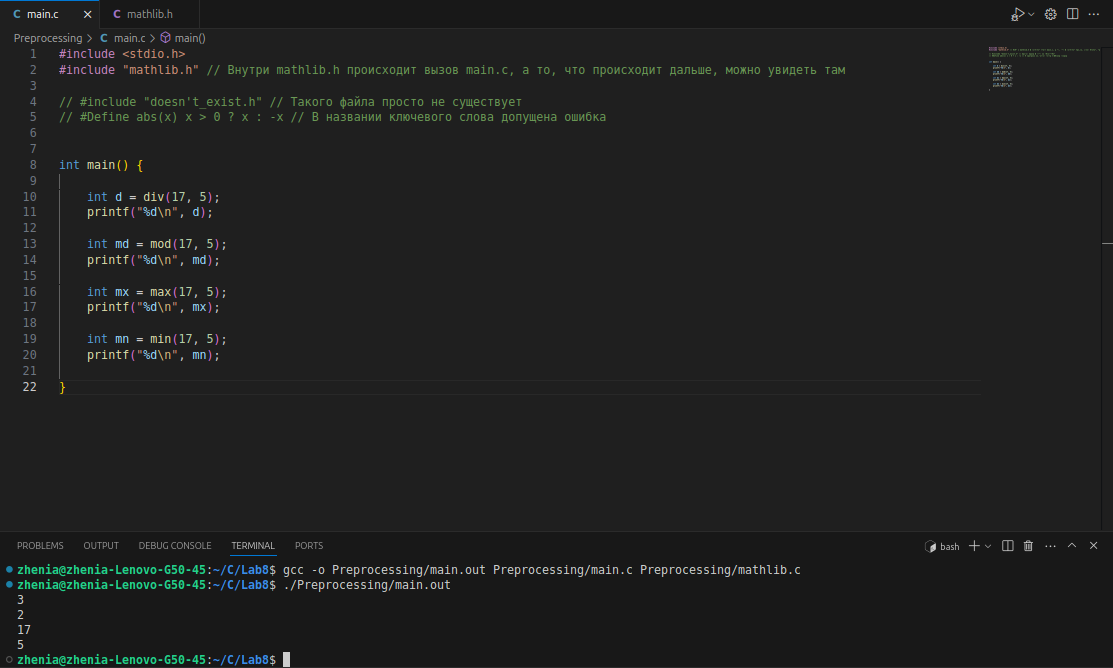 C main.c × C mathlib.h
Preprocessing > C main.c > main()
1 #include <stdio.h>
2 #include "mathlib.h" // Внутри mathlib.h происходит вызов main.c, а то, что происходит дальше, можно увидеть там
3
4 // #include "doesn't_exist.h" // Такого файла просто не существует
5 // #Define abs(x) x > 0 ? x : -x // В названии ключевого слова допущена ошибка
6
7
8 int main() {
9
10 int d = div(17, 5);
11 printf("%d\n", d);
12
13 int md = mod(17, 5);
14 printf("%d\n", md);
15
16 int mx = max(17, 5);
17 printf("%d\n", mx);
18
19 int mn = min(17, 5);
20 printf("%d\n", mn);
21
22 }
PROBLEMS OUTPUT DEBUG CONSOLE TERMINAL PORTS bash
zhenia@zhenia-Lenovo-G50-45:~/C/Lab8$ gcc -o Preprocessing/main.out Preprocessing/main.c Preprocessing/mathlib.c
zhenia@zhenia-Lenovo-G50-45:~/C/Lab8$ ./Preprocessing/main.out
3
2
17
5
zhenia@zhenia-Lenovo-G50-45:~/C/Lab8$